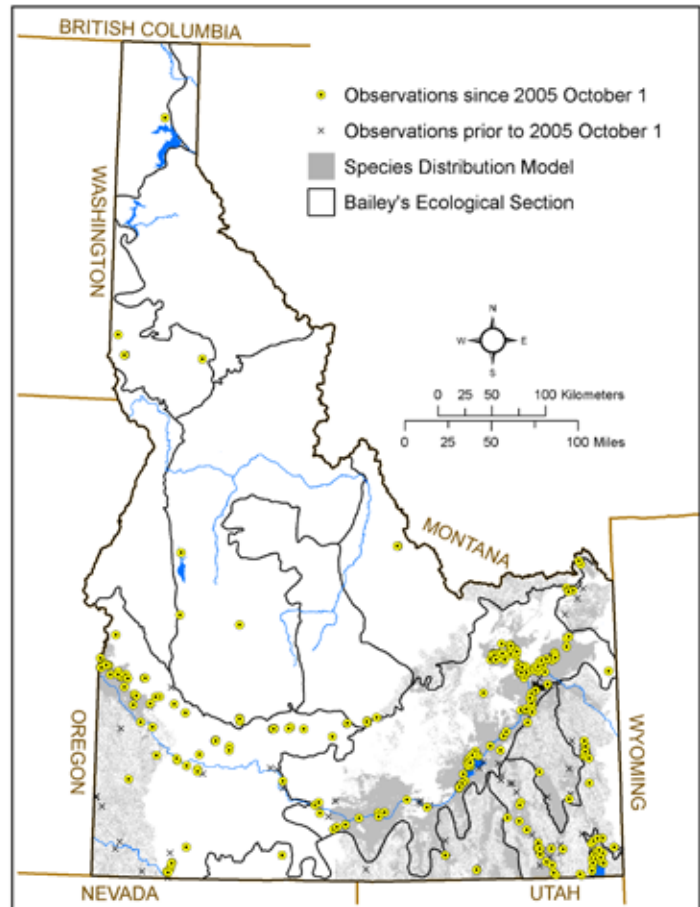 BRITISH COLUMBIA
Observations since 2005 October 1
Observations prior to 2005 October 1
Species Distribution Model
Bailey's Ecological Section
WASHINGTON
N
W E
S
0 25 50 100 Kilometers
0 25 50 100 Miles
MONTANA
OREGON
WYOMING
NEVADA
UTAH